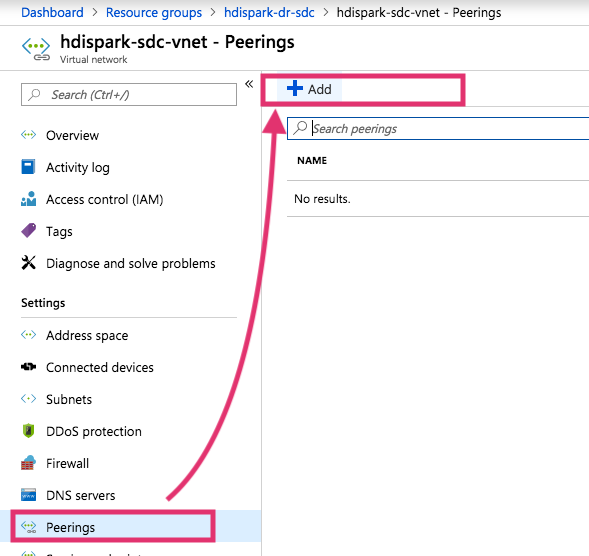 Dashboard > Resource groups > hdispark-dr-sdc > hdispark-sdc-vnet - Peerings
hdispark-sdc-vnet - Peerings
Virtual network
Search (Ctrl+/)
«
Overview
Activity log
Access control (IAM)
Tags
Diagnose and solve problems
Settings
Address space
Connected devices
Subnets
DDoS protection
Firewall
DNS servers
Peerings
+ Add
Search peerings
NAME
No results.